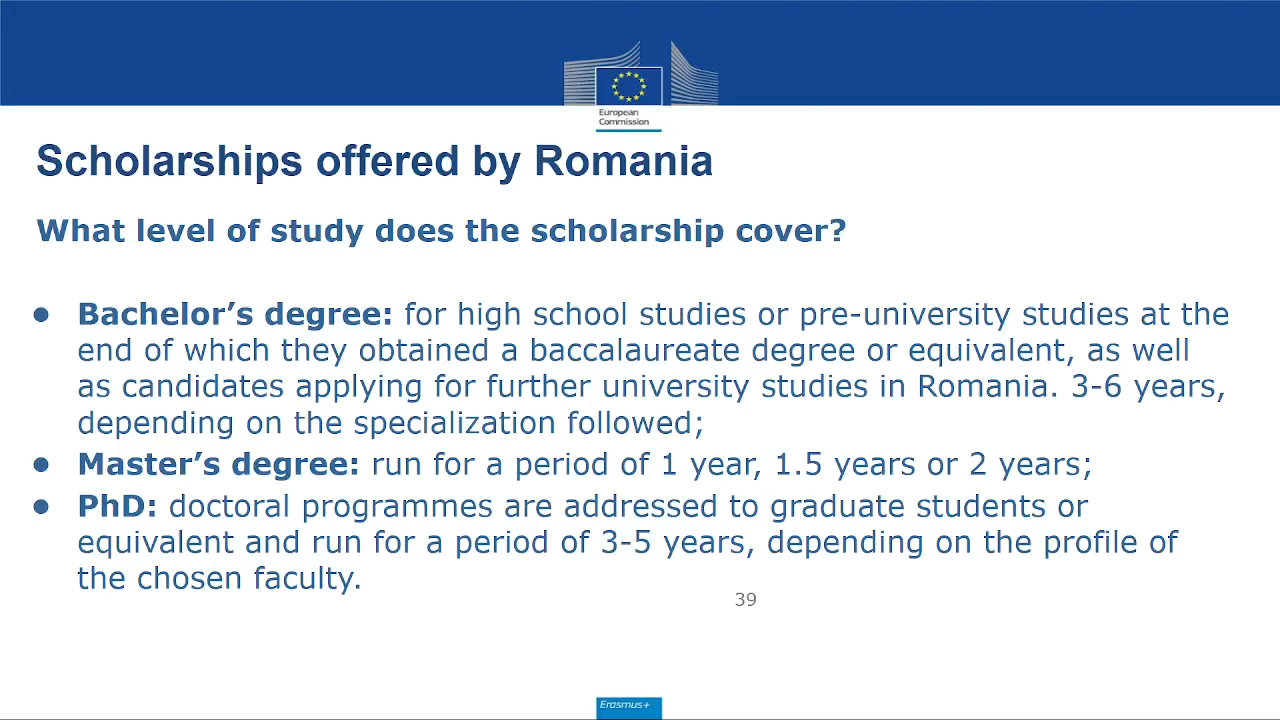 European
Commission
Scholarships offered by Romania
What level of study does the scholarship cover?
● Bachelor’s degree: for high school studies or pre-university studies at the
end of which they obtained a baccalaureate degree or equivalent, as well
as candidates applying for further university studies in Romania. 3-6 years,
depending on the specialization followed;
● Master’s degree: run for a period of 1 year, 1.5 years or 2 years;
● PhD: doctoral programmes are addressed to graduate students or
equivalent and run for a period of 3-5 years, depending on the profile of
the chosen faculty.
39
Erasmus+